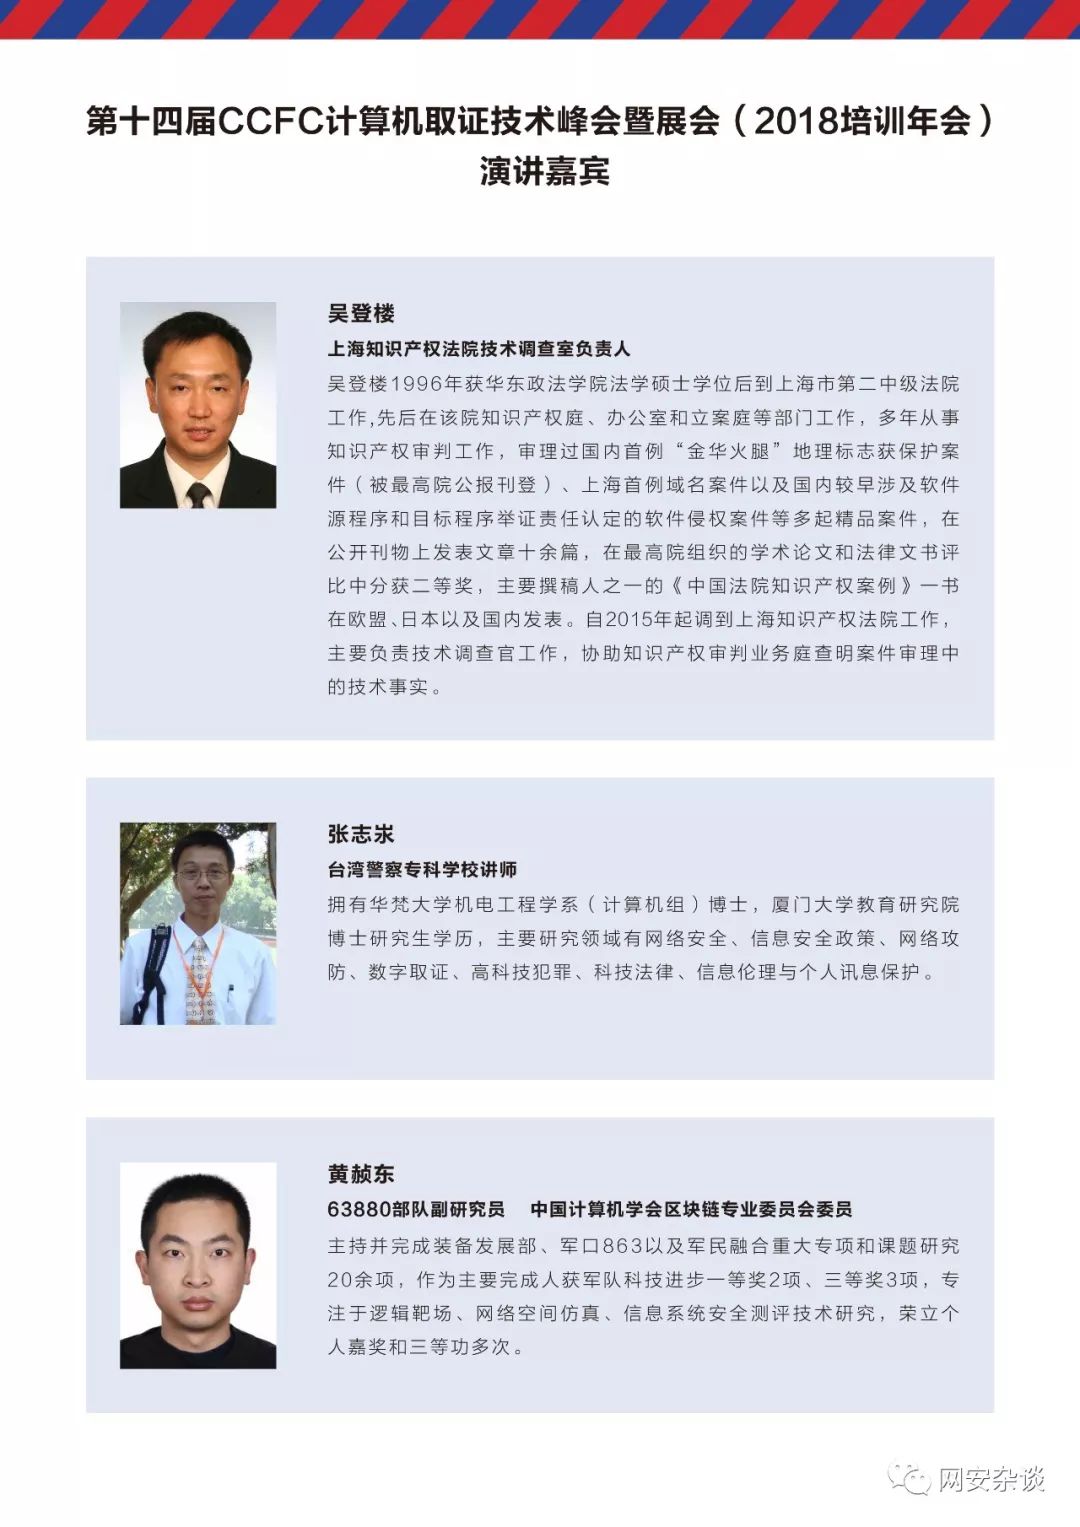 第十四届CCFC计算机取证技术峰会暨展会（2018培训年会）
演讲嘉宾
吴登楼
上海知识产权法院技术调查室负责人
吴登楼1996年获华东政法学院法学硕士学位后到上海市第二中级法院
工作,先后在该院知识产权庭、办公室和立案庭等部门工作，多年从事
知识产权审判工作，审理过国内首例“金华火腿”地理标志获保护案
件（被最高院公报刊登）、上海首例域名案件以及国内较早涉及软件
源程序和目标程序举证责任认定的软件侵权案件等多起精品案件，在
公开刊物上发表文章十余篇，在最高院组织的学术论文和法律文书评
比中分获二等奖，主要撰稿人之一的《中国法院知识产权案例》一书
在欧盟、日本以及国内发表。自2015年起调到上海知识产权法院工作，
主要负责技术调查官工作，协助知识产权审判业务庭查明案件审理中
的技术事实。
张志汖
台湾警察专科学校讲师
拥有华梵大学机电工程学系（计算机组）博士，厦门大学教育研究院
博士研究生学历，主要研究领域有网络安全、信息安全政策、网络攻
防、数字取证、高科技犯罪、科技法律、信息伦理与个人讯息保护。
黄赪东
63880部队副研究员 中国计算机学会区块链专业委员会委员
主持并完成装备发展部、军口863以及军民融合重大专项和课题研究
20余项，作为主要完成人获军队科技进步一等奖2项、三等奖3项，专
注于逻辑靶场、网络空间仿真、信息系统安全测评技术研究，荣立个
人嘉奖和三等功多次。
网安杂谈